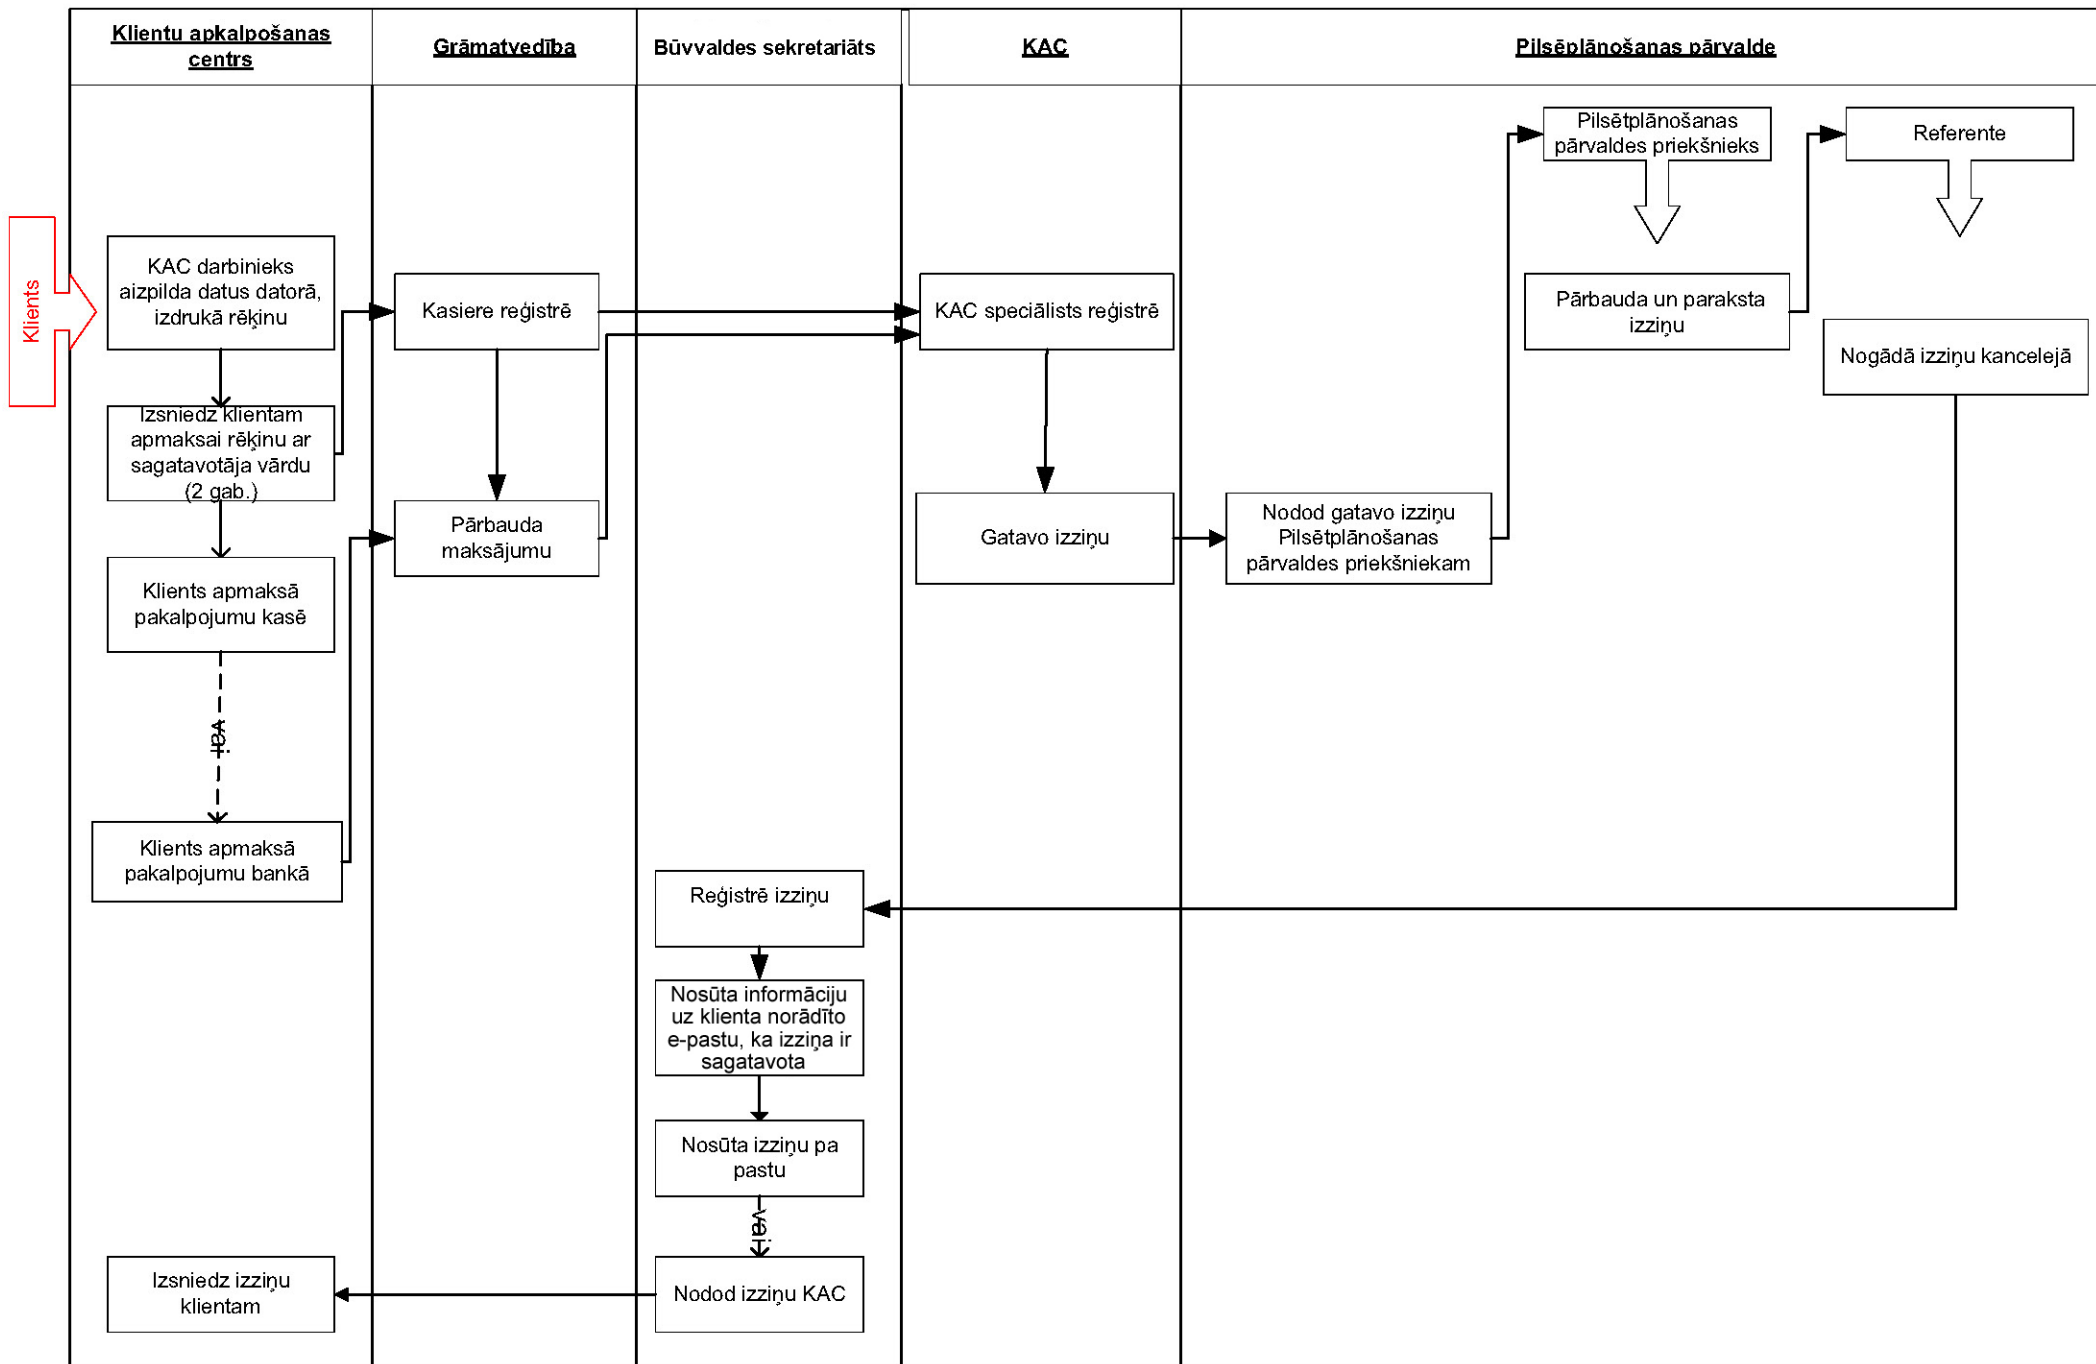 Klientu apkalpošanas
centrs
Grāmatvedība
Būvvaldes sekretariāts
KAC
Pilsēplānošanas pārvalde
Klients
KAC darbinieks
aizpilda datus datorā,
izdrukā rēķinu
Izsniedz klientam
apmaksai rēķinu ar
sagatavotāja vārdu
(2 gab.)
Klients apmaksā
pakalpojumu kasē
vai
Klients apmaksā
pakalpojumu bankā
Kasiere reģistrē
Pārbauda
maksājumu
KAC speciālists reģistrē
Gatavo izziņu
Nodod gatavo izziņu
Pilsētplānošanas
pārvaldes priekšniekam
Pilsētplānošanas
pārvaldes priekšnieks
Pārbauda un paraksta
izziņu
Referente
Nogādā izziņu kancelejā
Reģistrē izziņu
Nosūta informāciju
uz klienta norādīto
e-pastu, ka izziņa ir
sagatavota
Nosūta izziņu pa
pastu
vai
Nodod izziņu KAC
Izsniedz izziņu
klientam